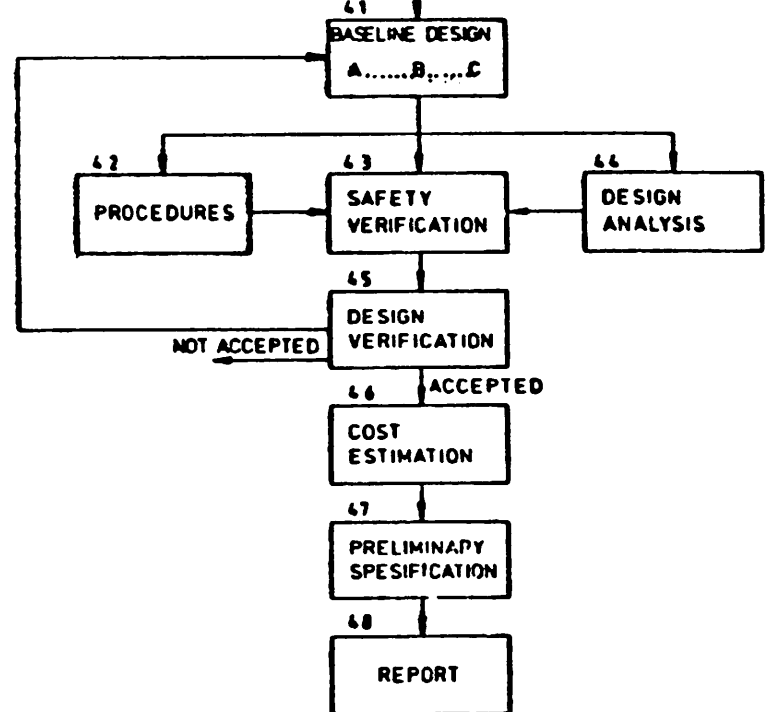 41
BASELINE DESIGN
A......B......C
42
PROCEDURES
43
SAFETY
VERIFICATION
44
DESIGN
ANALYSIS
45
DESIGN
VERIFICATION
NOT ACCEPTED
ACCEPTED
46
COST
ESTIMATION
47
PRELIMINARY
SPESIFICATION
48
REPORT